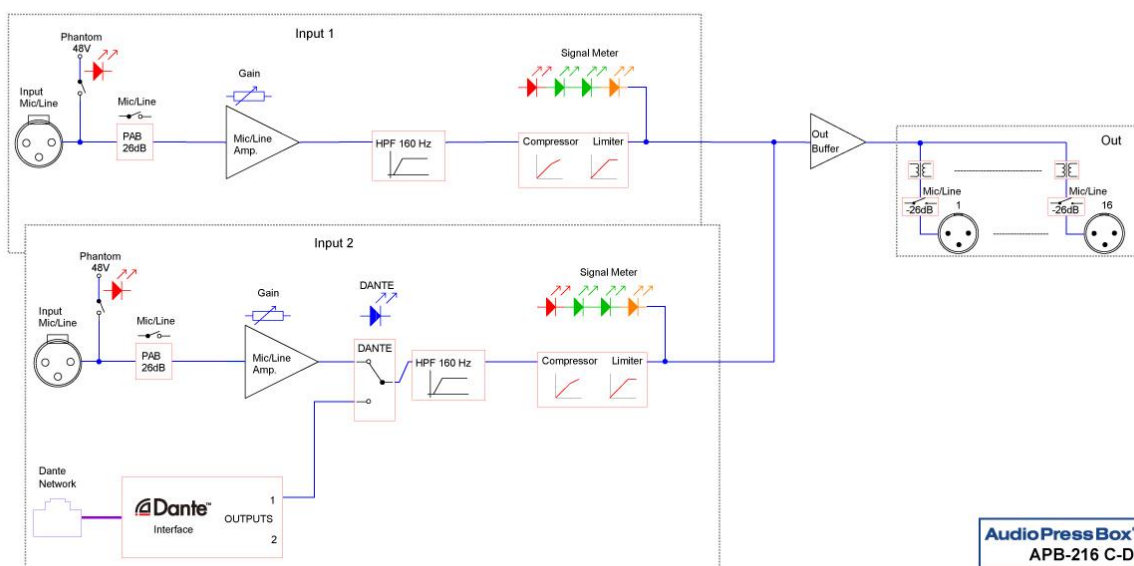 Input 1
Phantom
48V
Input
Mic/Line
Mic/Line
PAB
26dB
Gain
Mic/Line
Amp.
HPF 160 Hz
Signal Meter
Compressor
Limiter
Out
Buffer
Out
Mic/Line
-26dB
1
Mic/Line
-26dB
16
Input 2
Phantom
48V
Input
Mic/Line
Mic/Line
PAB
26dB
Gain
Mic/Line
Amp.
DANTE
DANTE
HPF 160 Hz
Signal Meter
Compressor
Limiter
Dante
Network
Dante™
Interface
1
OUTPUTS
2
AudioPressBox
APB-216 C-D